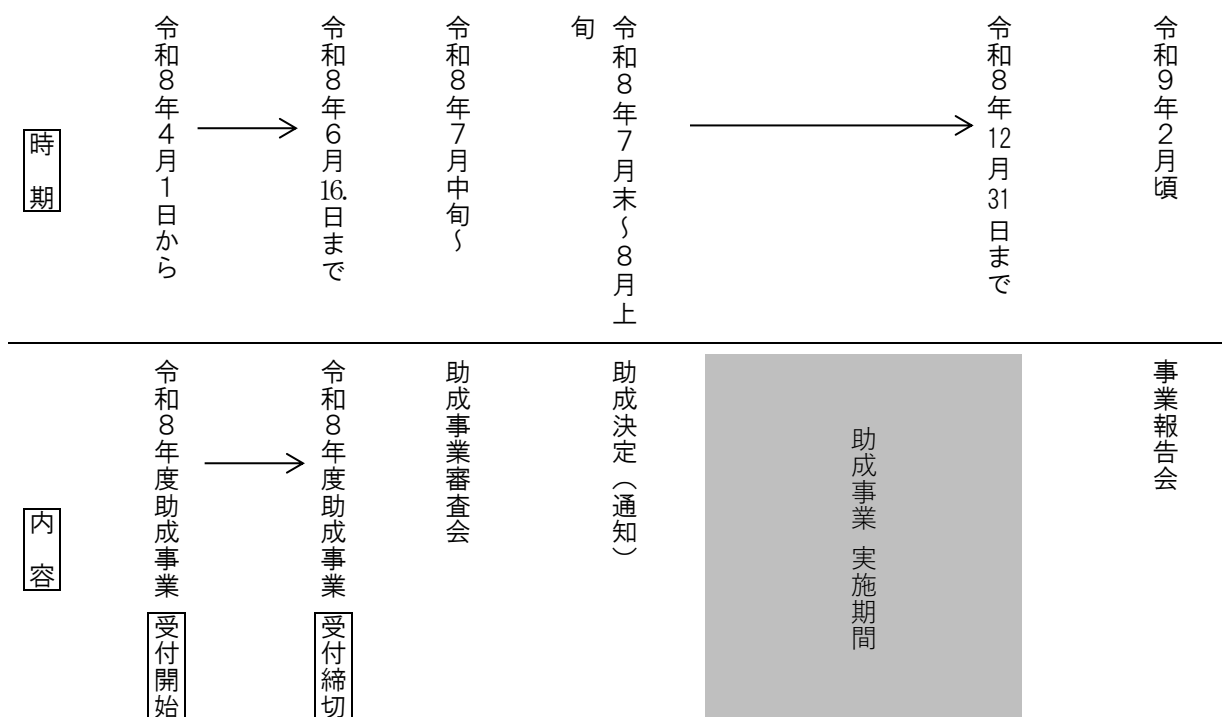 時期
令和8年4月1日から
令和8年6月16.日まで
令和8年7月中旬~
令和8年7月末~8月上
旬
令和8年12月31日まで
令和9年2月頃
内容
令和8年度助成事業 受付開始
令和8年度助成事業 受付締切
助成事業審査会
助成決定(通知)
助成事業 実施期間
事業報告会